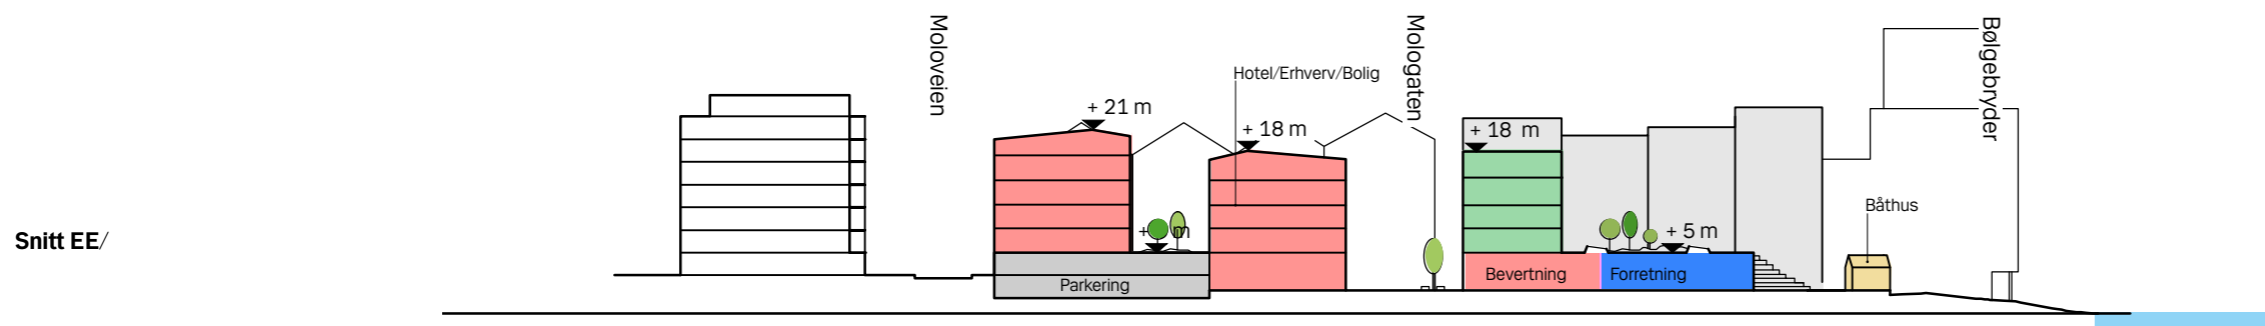 Snitt EE/
Moloveien
+ 21 m
Hotel/Erhverv/Bolig
+ 18 m
Mologaten
+ 18 m
Bølgebryder
+ m
+ 5 m
Båthus
Parkering
Bevertning
Forretning